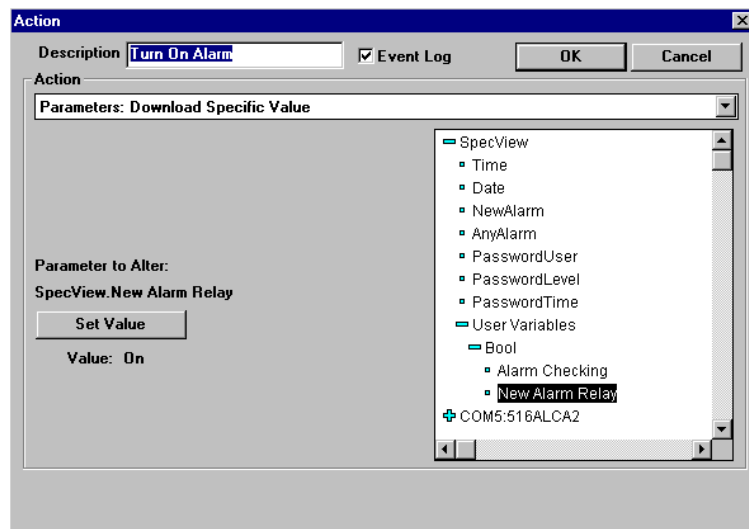 Action
Description Turn On Alarm Event Log OK Cancel
Action
Parameters: Download Specific Value
SpecView
Time
Date
NewAlarm
AnyAlarm
PasswordUser
PasswordLevel
PasswordTime
User Variables
Bool
Alarm Checking
New Alarm Relay
COM5:516ALCA2
Parameter to Alter:
SpecView.New Alarm Relay
Set Value
Value: On